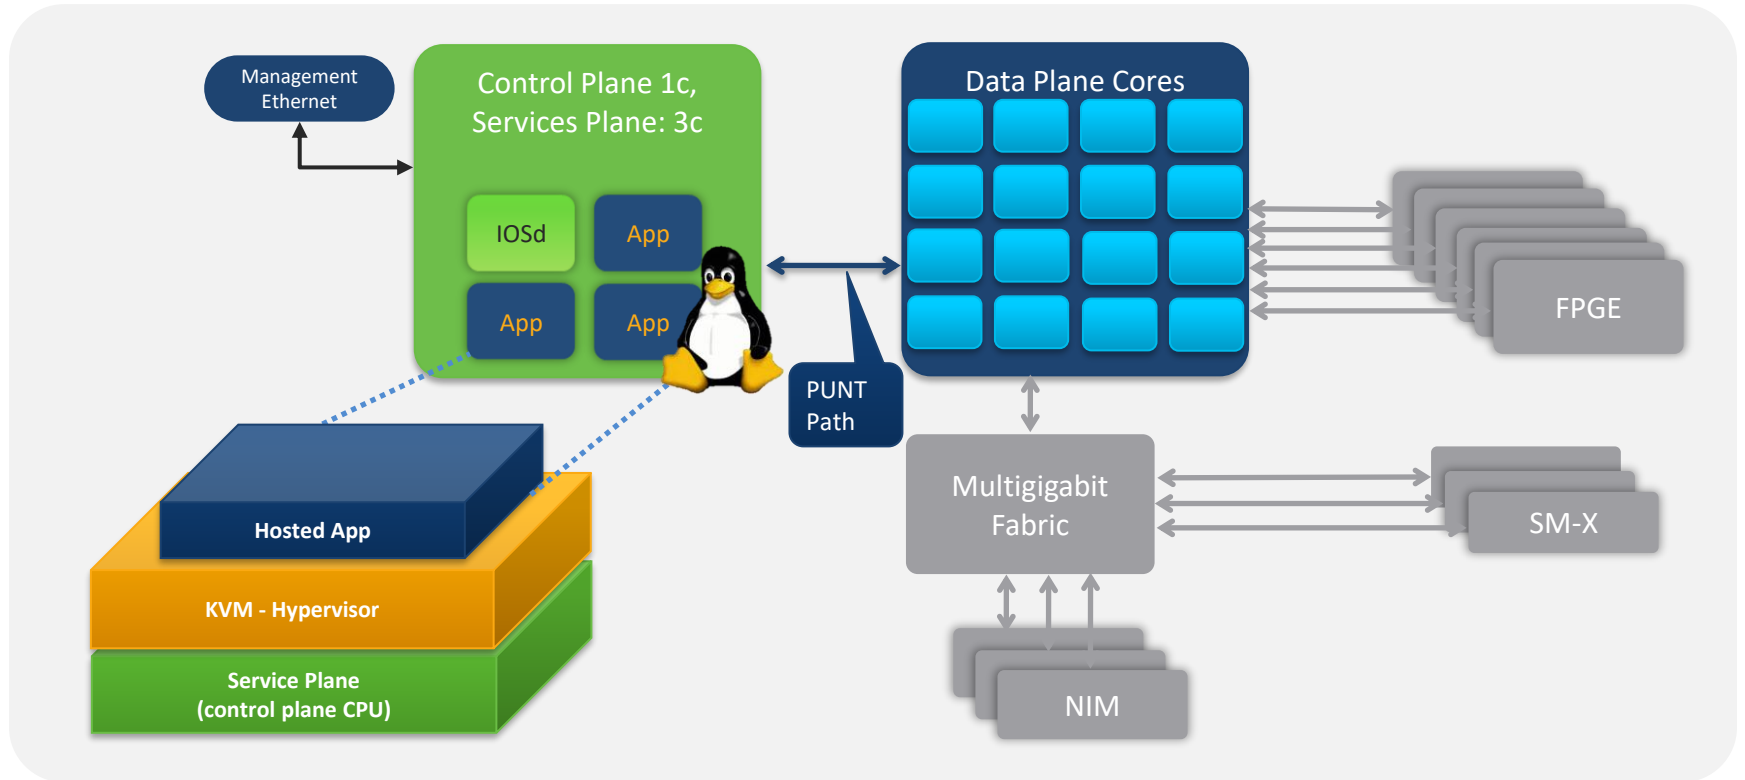 Management
Ethernet
Control Plane 1c,
Services Plane: 3c
IOSd
App
App
App
Data Plane Cores
PUNT
Path
FPGE
Multigigabit
Fabric
SM-X
NIM
Hosted App
KVM - Hypervisor
Service Plane
(control plane CPU)